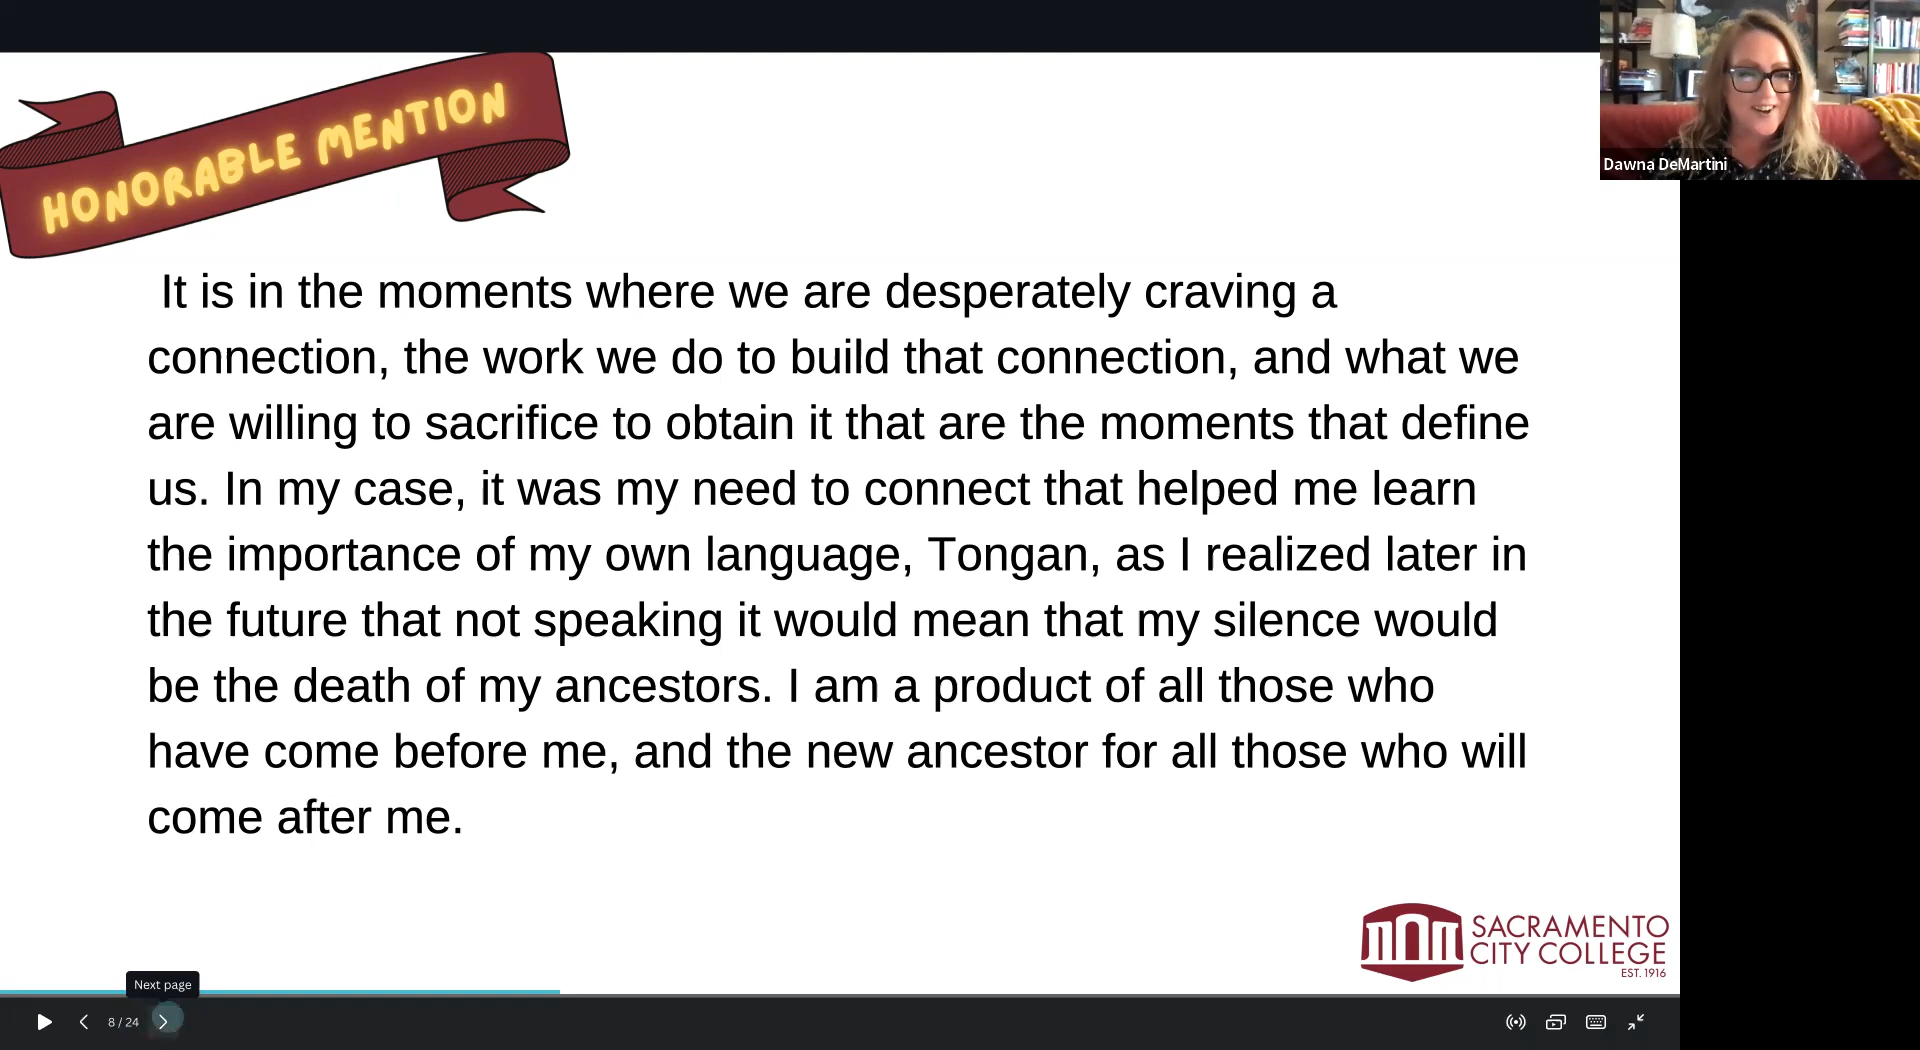 HONORABLE MENTION
Dawna DeMartini
It is in the moments where we are desperately craving a
connection, the work we do to build that connection, and what we
are willing to sacrifice to obtain it that are the moments that define
us. In my case, it was my need to connect that helped me learn
the importance of my own language, Tongan, as I realized later in
the future that not speaking it would mean that my silence would
be the death of my ancestors. I am a product of all those who
have come before me, and the new ancestor for all those who will
come after me.
SACRAMENTO
CITY COLLEGE
EST. 1916
Next page
8 / 24